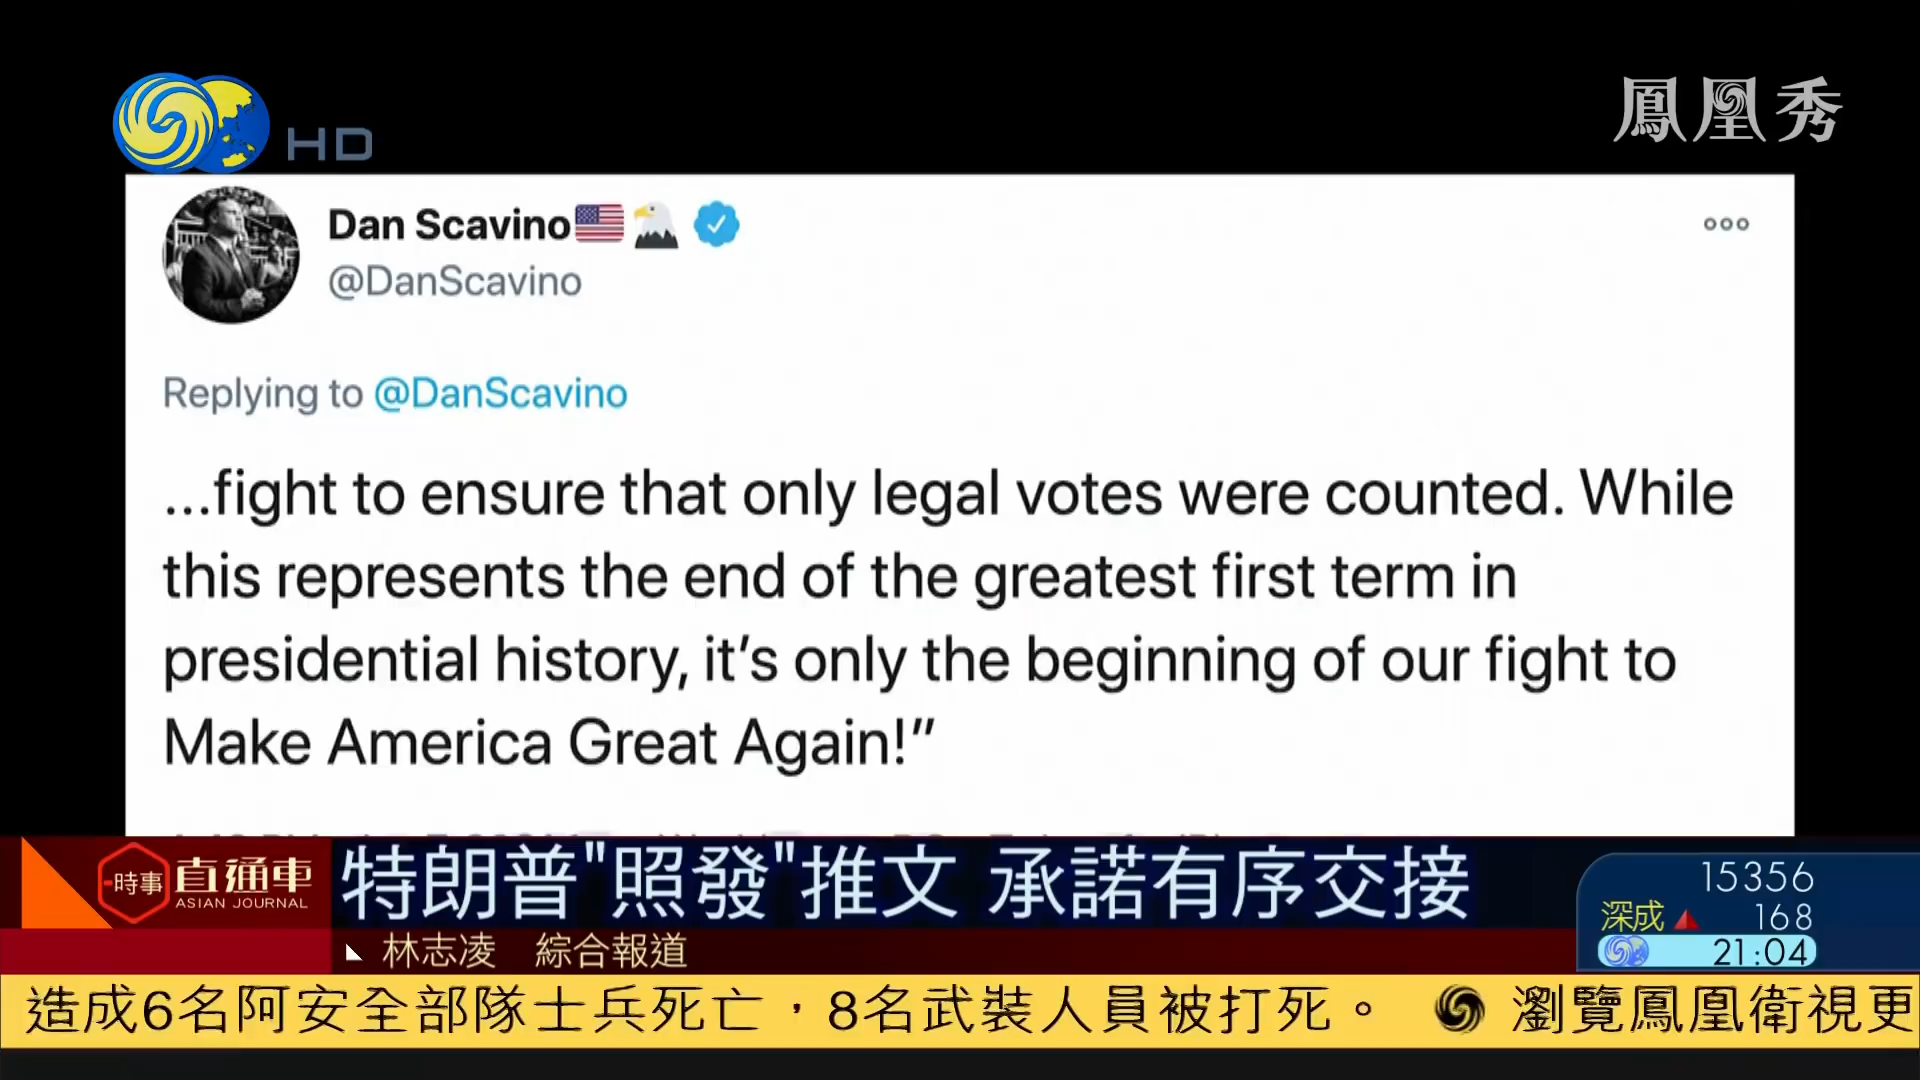 HD
鳳凰秀
Dan Scavino
@DanScavino
Replying to @DanScavino
...fight to ensure that only legal votes were counted. While
this represents the end of the greatest first term in
presidential history, it’s only the beginning of our fight to
Make America Great Again!”
時事 直通車
ASIAN JOURNAL
特朗普"照發"推文 承諾有序交接
林志凌 綜合報道
15356
深成 168
21:04
造成6名阿安全部隊士兵死亡，8名武裝人員被打死。 瀏覽鳳凰衛視更